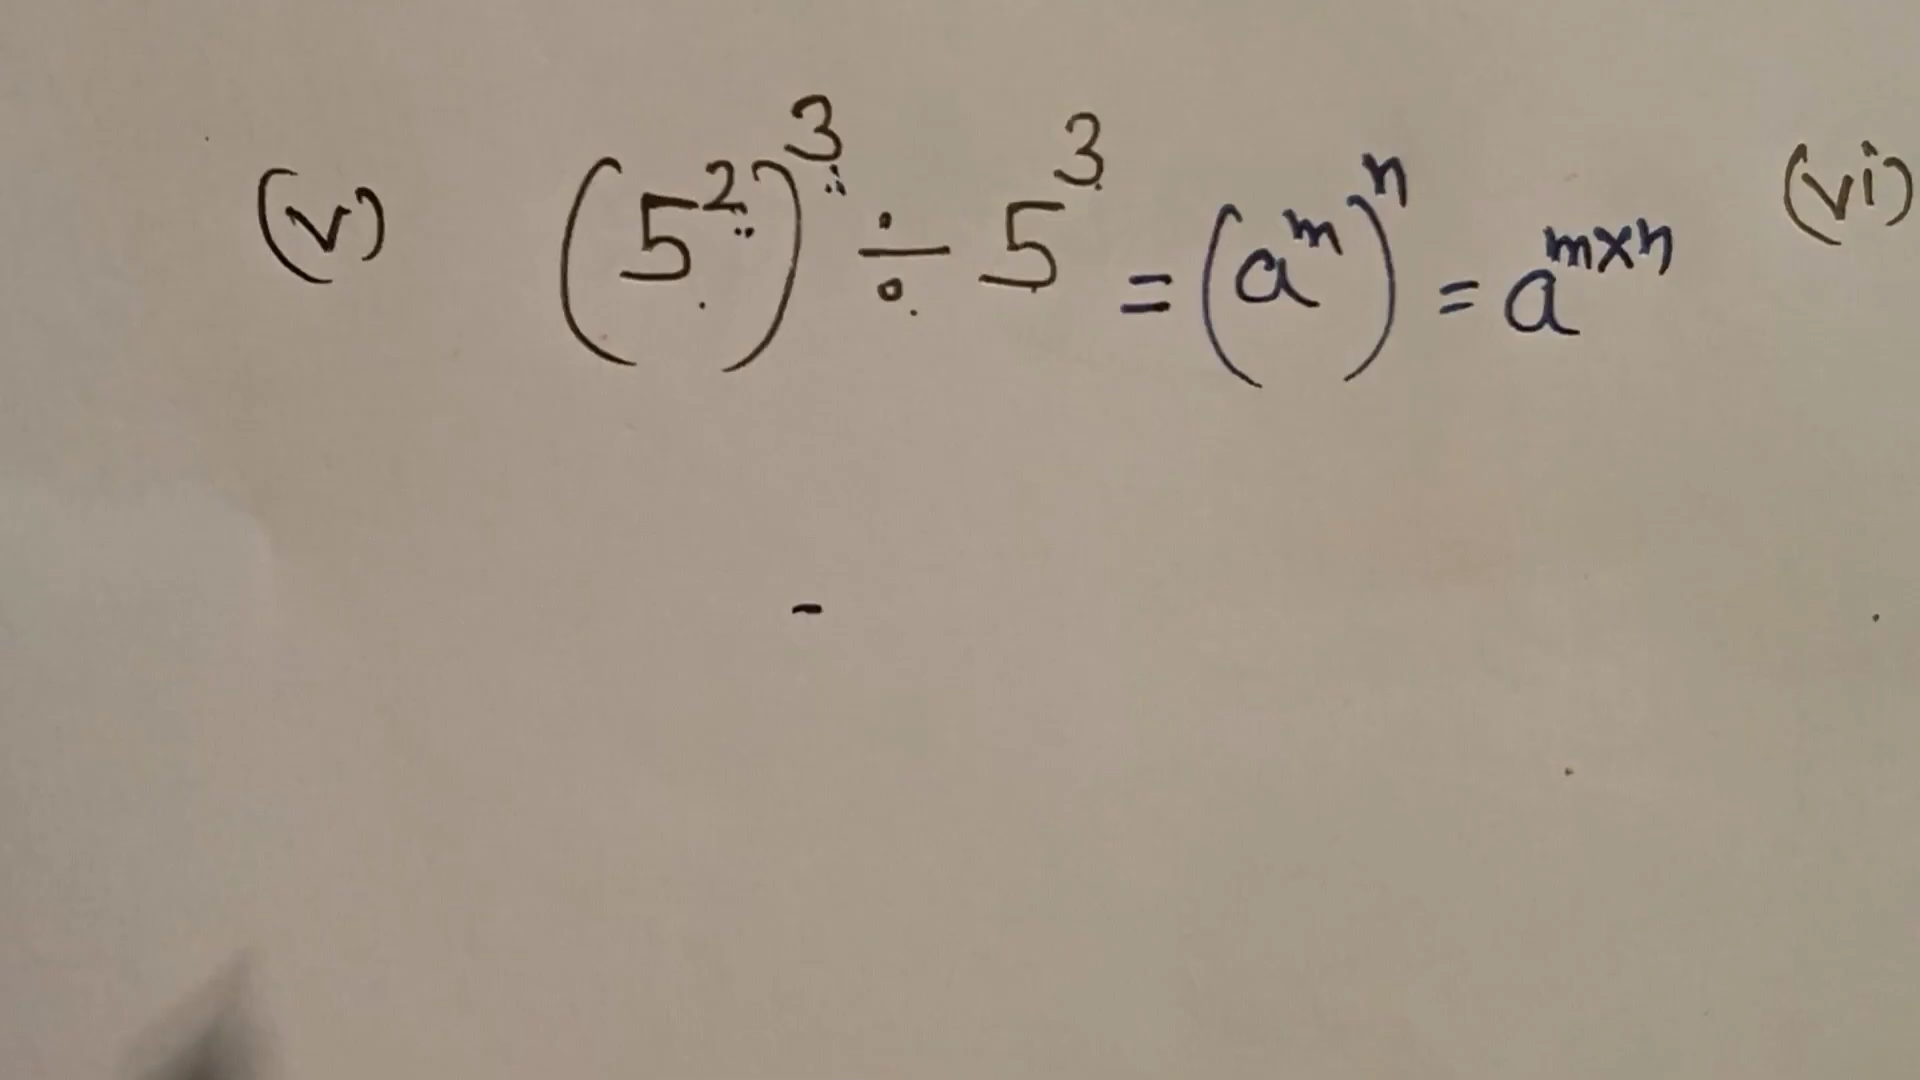 (v) (5²)³ ÷ 5³ = (aᵐ)ⁿ = aᵐˣⁿ (vi)
-